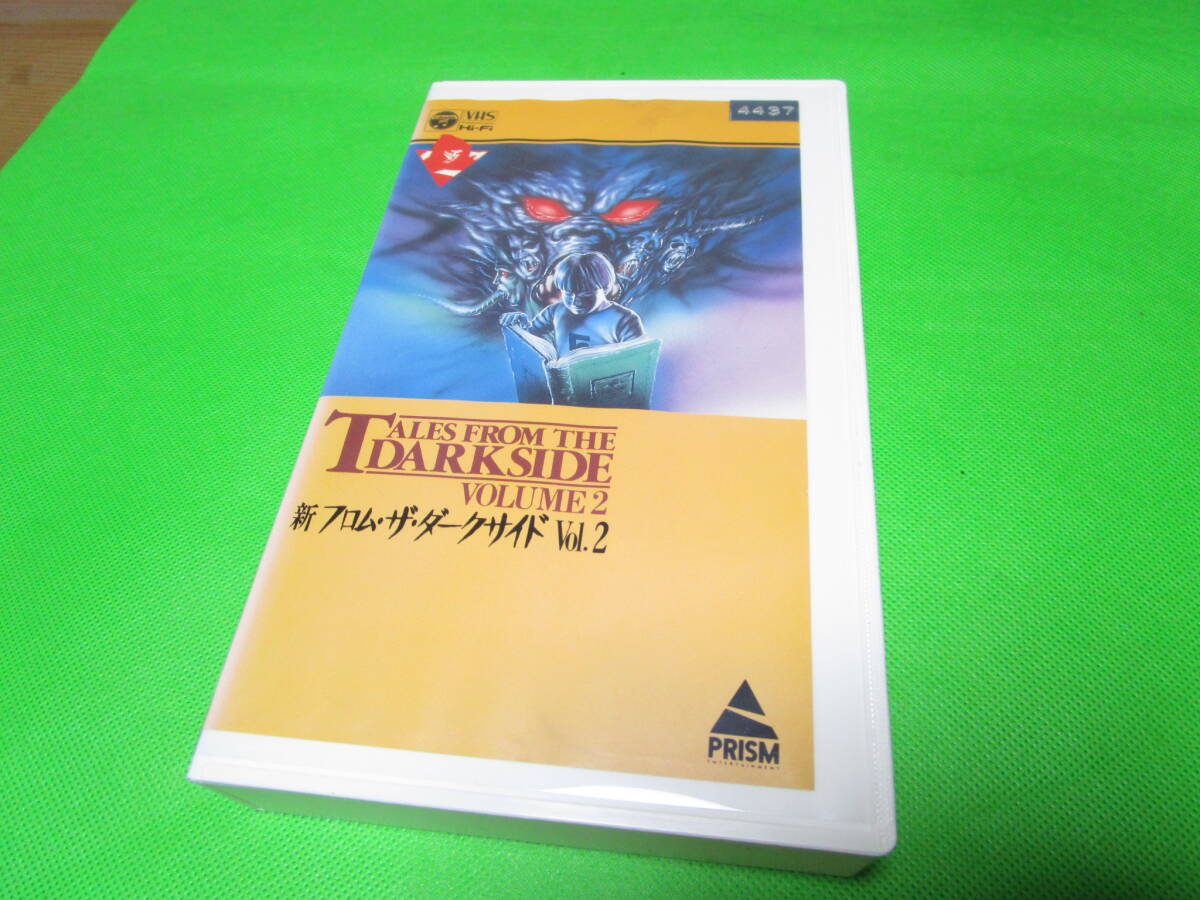 VHS
Hi-Fi
4437
TALES FROM THE
DARKSIDE
VOLUME 2
新 フロム・ザ・ダークサイド Vol.2
PRISM
ENTERTAINMENT